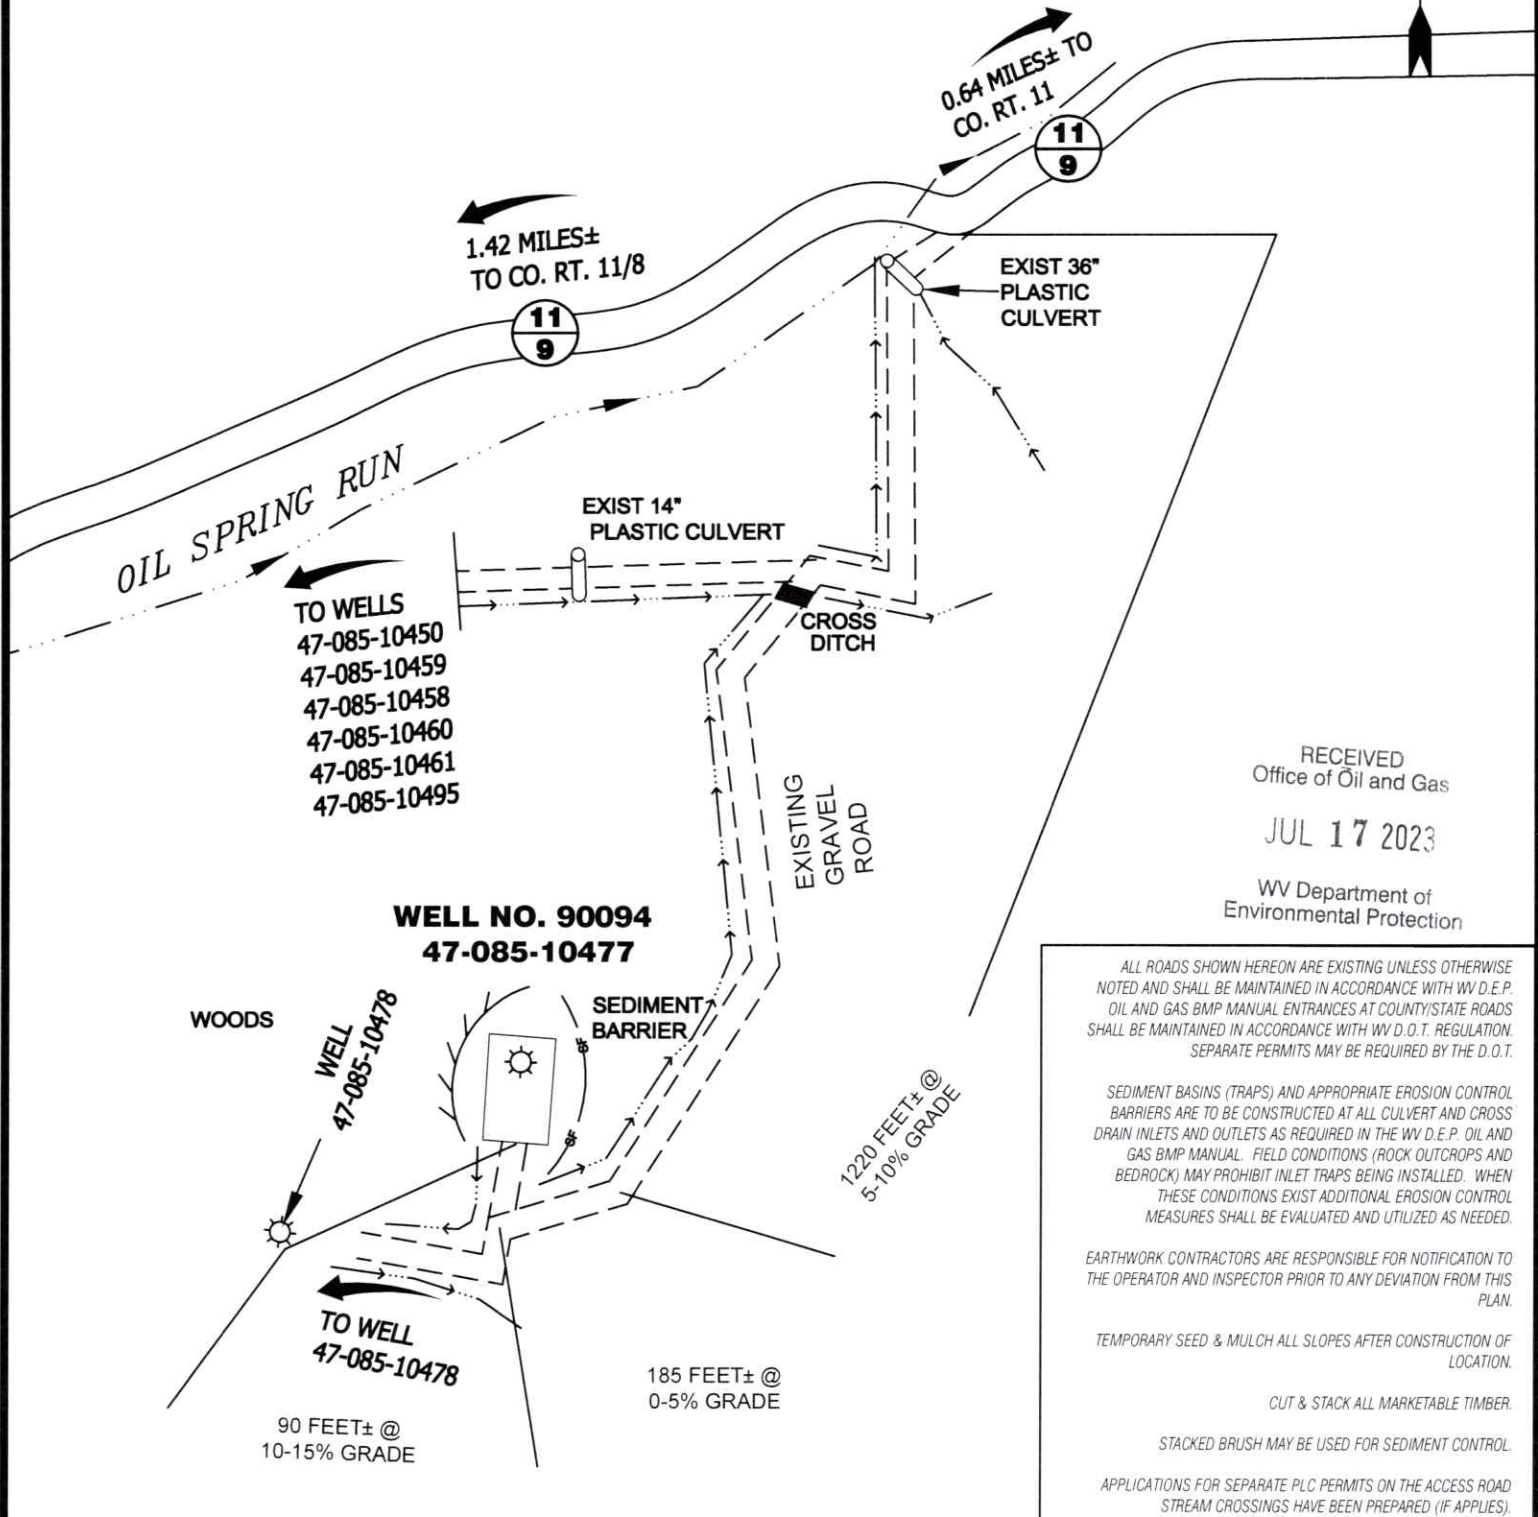 0.64 MILES± TO
CO. RT. 11
11
9
1.42 MILES±
TO CO. RT. 11/8
11
9
EXIST 36"
PLASTIC
CULVERT
OIL SPRING RUN
EXIST 14"
PLASTIC CULVERT
TO WELLS
47-085-10450
47-085-10459
47-085-10458
47-085-10460
47-085-10461
47-085-10495
CROSS
DITCH
EXISTING
GRAVEL
ROAD
RECEIVED
Office of Oil and Gas
JUL 17 2023
WV Department of
Environmental Protection
WELL NO. 90094
47-085-10477
WOODS
WELL
47-085-10478
SEDIMENT
BARRIER
SF
SF
1220 FEET± @
5-10% GRADE
TO WELL
47-085-10478
185 FEET± @
0-5% GRADE
90 FEET± @
10-15% GRADE
ALL ROADS SHOWN HEREON ARE EXISTING UNLESS OTHERWISE
NOTED AND SHALL BE MAINTAINED IN ACCORDANCE WITH WV D.E.P.
OIL AND GAS BMP MANUAL ENTRANCES AT COUNTY/STATE ROADS
SHALL BE MAINTAINED IN ACCORDANCE WITH WV D.O.T. REGULATION.
SEPARATE PERMITS MAY BE REQUIRED BY THE D.O.T.
SEDIMENT BASINS (TRAPS) AND APPROPRIATE EROSION CONTROL
BARRIERS ARE TO BE CONSTRUCTED AT ALL CULVERT AND CROSS
DRAIN INLETS AND OUTLETS AS REQUIRED IN THE WV D.E.P. OIL AND
GAS BMP MANUAL. FIELD CONDITIONS (ROCK OUTCROPS AND
BEDROCK) MAY PROHIBIT INLET TRAPS BEING INSTALLED. WHEN
THESE CONDITIONS EXIST ADDITIONAL EROSION CONTROL
MEASURES SHALL BE EVALUATED AND UTILIZED AS NEEDED.
EARTHWORK CONTRACTORS ARE RESPONSIBLE FOR NOTIFICATION TO
THE OPERATOR AND INSPECTOR PRIOR TO ANY DEVIATION FROM THIS
PLAN.
TEMPORARY SEED & MULCH ALL SLOPES AFTER CONSTRUCTION OF
LOCATION.
CUT & STACK ALL MARKETABLE TIMBER.
STACKED BRUSH MAY BE USED FOR SEDIMENT CONTROL.
APPLICATIONS FOR SEPARATE PLC PERMITS ON THE ACCESS ROAD
STREAM CROSSINGS HAVE BEEN PREPARED (IF APPLIES).